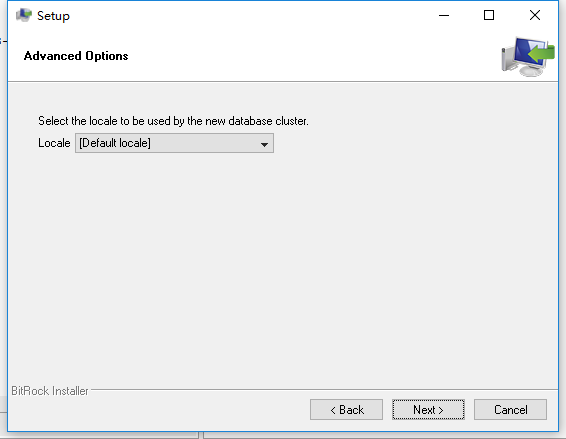 Setup
Advanced Options
Select the locale to be used by the new database cluster.
Locale [Default locale]
BitRock Installer
< Back Next > Cancel